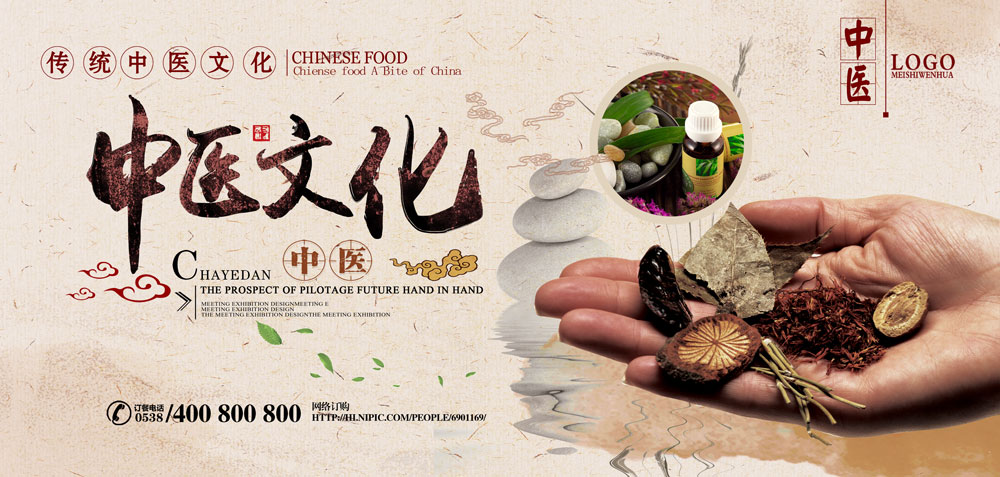 传统中医文化
CHINESE FOOD
Chiense food A Bite of China
中医
LOGO
MEISHIWENHUA
中医文化
CHAYEDAN
中医
THE PROSPECT OF PILOTAGE FUTURE HAND IN HAND
MEETING EXHIBITION DESIGNMEETING E
MEETING EXHIBITION DESIGN
THE MEETING EXHIBITION DESIGNTHE MEETING EXHIBITION
订餐电话
0538/400 800 800
网络订购
HTTP://HLNIPIC.COM/PEOPLE/6901169/